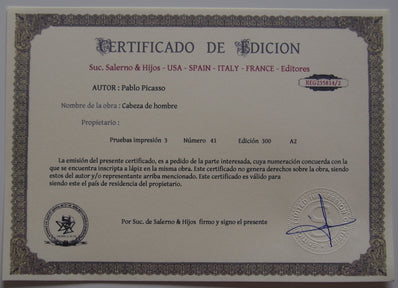 CERTIFICADO DE EDICION
Suc. Salerno & Hijos - USA - SPAIN - ITALY - FRANCE - Editores
REG255814/2
AUTOR : Pablo Picasso
Nombre de la obra : Cabeza de hombre
Propietario :
Pruebas impresión 3 Número 41 Edición 300 A2
La emisión del presente certificado, es a pedido de la parte interesada, cuya numeración concuerda con la
que se encuentra inscripta a lápiz en la misma obra. Este certificado no genera derechos sobre la obra, siendo
estos del autor y/o representante arriba mencionado. Este certificado es válido para
siendo este el país de residencia del propietario.
Por Suc. de Salerno & Hijos firmo y signo el presente